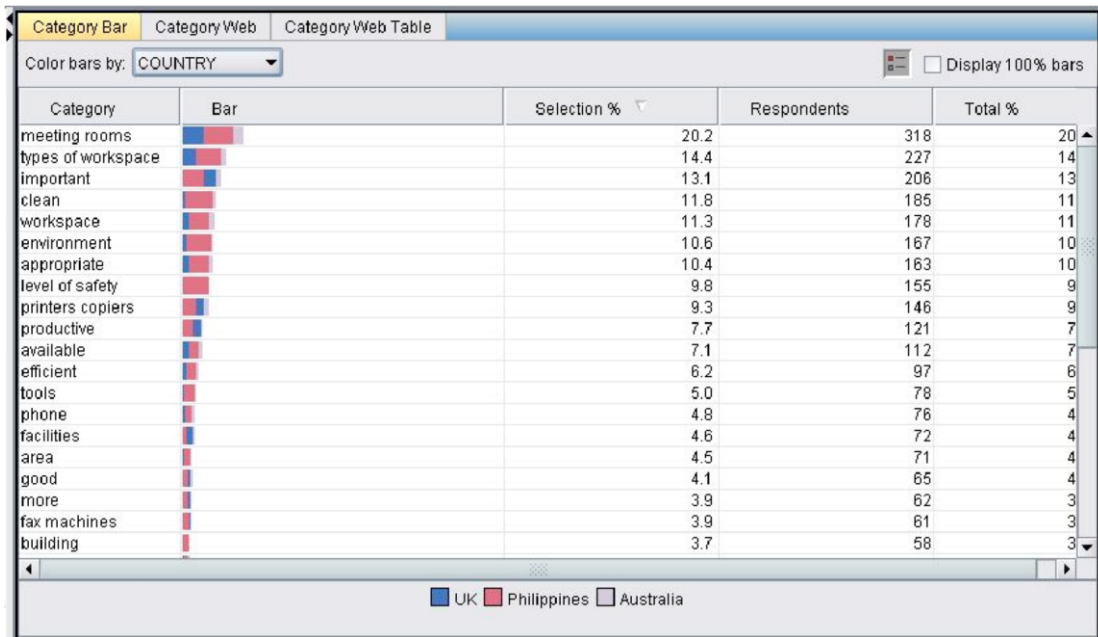 Category Bar Category Web Category Web Table
Color bars by: COUNTRY Display 100% bars
Category Bar Selection % Respondents Total %
meeting rooms 20.2 318 20
types of workspace 14.4 227 14
important 13.1 206 13
clean 11.8 185 11
workspace 11.3 178 11
environment 10.6 167 10
appropriate 10.4 163 10
level of safety 9.8 155 9
printers copiers 9.3 146 9
productive 7.7 121 7
available 7.1 112 7
efficient 6.2 97 6
tools 5.0 78 5
phone 4.8 76 4
facilities 4.6 72 4
area 4.5 71 4
good 4.1 65 4
more 3.9 62 3
fax machines 3.9 61 3
building 3.7 58 3
UK Philippines Australia